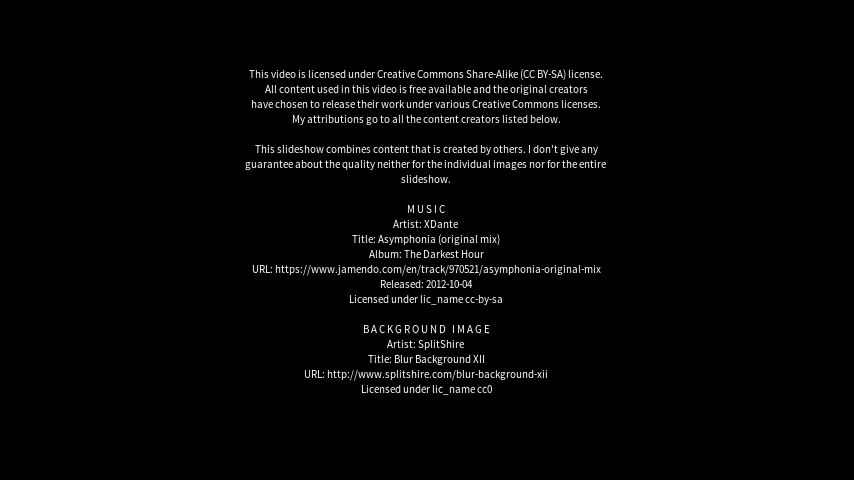 This video is licensed under Creative Commons Share-Alike (CC BY-SA) license.
All content used in this video is free available and the original creators
have chosen to release their work under various Creative Commons licenses.
My attributions go to all the content creators listed below.
This slideshow combines content that is created by others. I don't give any
guarantee about the quality neither for the individual images nor for the entire
slideshow.
MUSIC
Artist: XDante
Title: Asymphonia (original mix)
Album: The Darkest Hour
URL: https://www.jamendo.com/en/track/970521/asymphonia-original-mix
Released: 2012-10-04
Licensed under lic_name cc-by-sa
BACKGROUND IMAGE
Artist: SplitShire
Title: Blur Background XII
URL: http://www.splitshire.com/blur-background-xii
Licensed under lic_name cc0